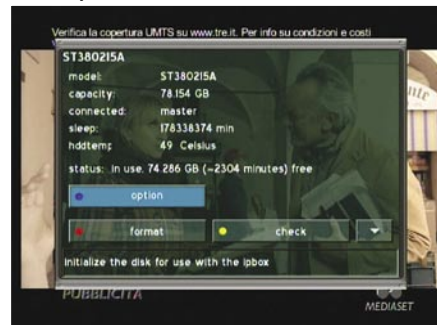 Verifica la copertura UMTS su www.tre.it. Per info su condizioni e costi
ST380215A
model: ST380215A
capacity: 78.154 GB
connected: master
sleep: 178338374 min
hddtemp: 49 Celsius
status: in use. 74.286 GB (~2304 minutes) free
option
format check
initialize the disk for use with the ipbox
PUBBLICITÀ
MEDIASET